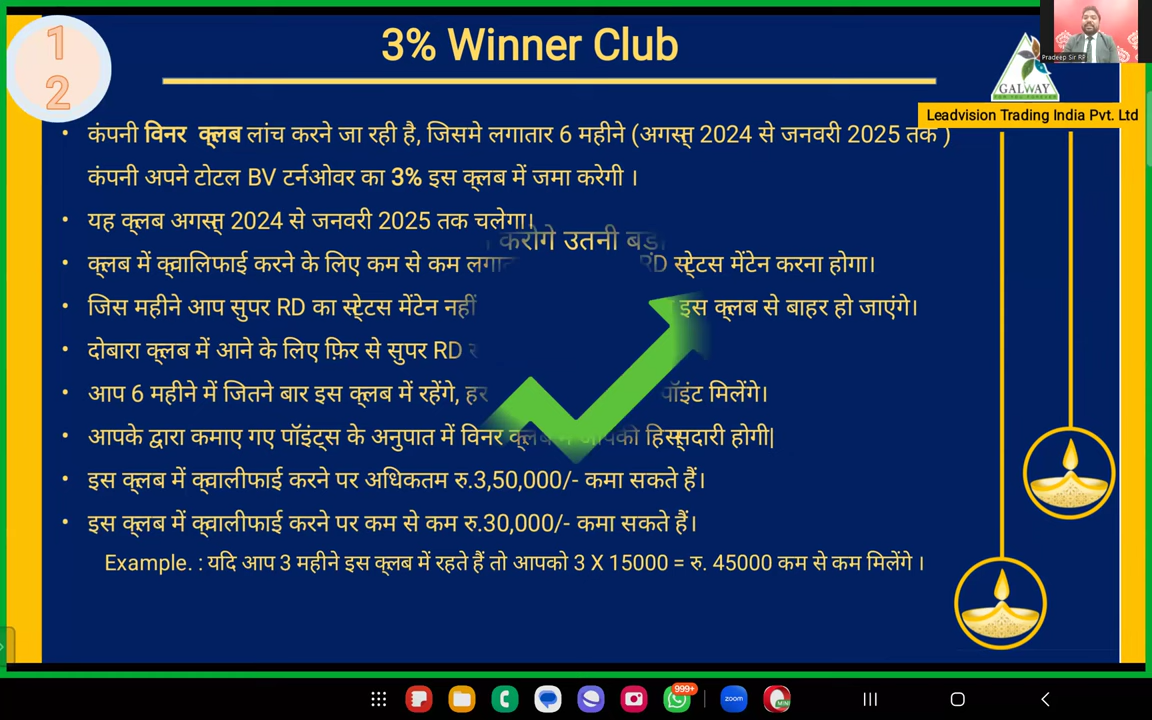 1
2
3% Winner Club
Pradeep Sir RP
GALWAY
Leadvision Trading India Pvt. Ltd
• कंपनी विनर क्लब लांच करने जा रही है, जिसमे लगातार 6 महीने (अगस्त 2024 से जनवरी 2025 तक )
कंपनी अपने टोटल BV टर्नओवर का 3% इस क्लब में जमा करेगी ।
• यह क्लब अगस्त 2024 से जनवरी 2025 तक चलेगा।
करोगे उतनी बड़ी
• क्लब में क्वालिफाई करने के लिए कम से कम RD स्टेटस मेंटेन करना होगा।
• जिस महीने आप सुपर RD का स्टेटस मेंटेन नहीं इस क्लब से बाहर हो जाएंगे।
• दोबारा क्लब में आने के लिए फ़िर से सुपर RD
• आप 6 महीने में जितने बार इस क्लब में रहेंगे, हर पॉइंट मिलेंगे।
• आपके द्वारा कमाए गए पॉइंट्स के अनुपात में विनर क्लब में आपकी हिस्सदारी होगी|
• इस क्लब में क्वालीफाई करने पर अधिकतम रु.3,50,000/- कमा सकते हैं।
• इस क्लब में क्वालीफाई करने पर कम से कम रु.30,000/- कमा सकते हैं।
Example. : यदि आप 3 महीने इस क्लब में रहते हैं तो आपको 3 X 15000 = रु. 45000 कम से कम मिलेंगे ।
999+
zoom
MINI